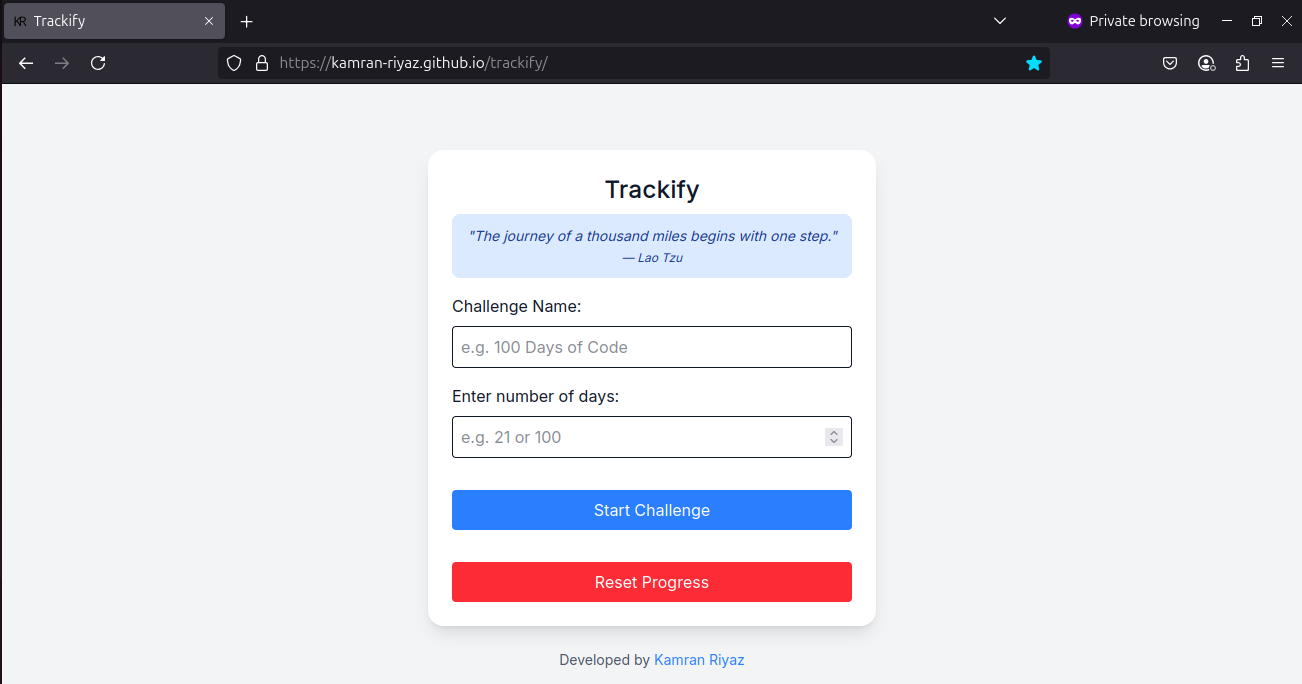 KR Trackify
Private browsing
https://kamran-riyaz.github.io/trackify/
Trackify
"The journey of a thousand miles begins with one step."
— Lao Tzu
Challenge Name:
e.g. 100 Days of Code
Enter number of days:
e.g. 21 or 100
Start Challenge
Reset Progress
Developed by Kamran Riyaz